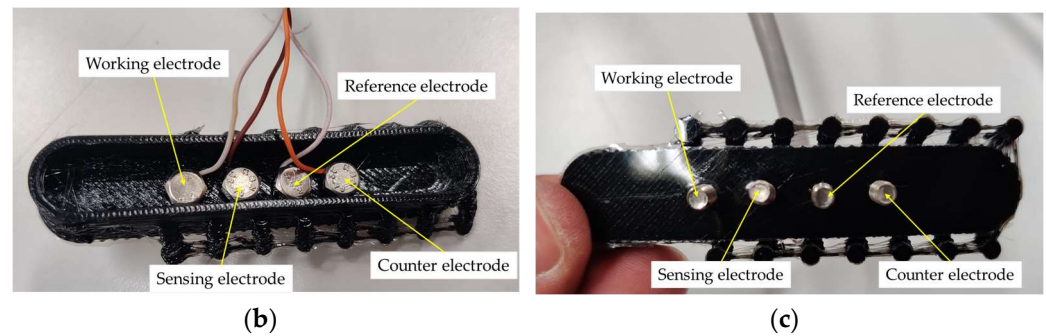 Working electrode
Reference electrode
Sensing electrode
Counter electrode
(b)
Working electrode
Reference electrode
Sensing electrode
Counter electrode
(c)